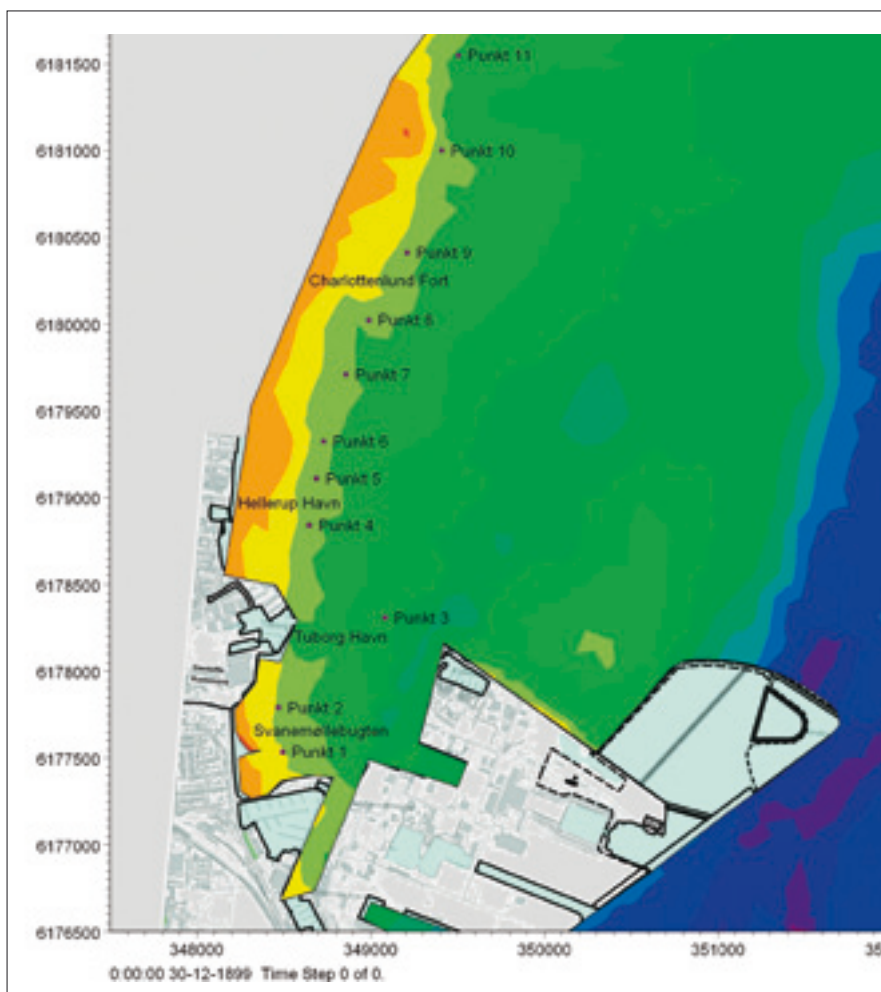 6181500
Punkt 11
6181000
Punkt 10
6180500
Punkt 9
Charlottenlund Fort
6180000
Punkt 8
Punkt 7
6179500
Punkt 6
Punkt 5
6179000
Hellerup Havn
Punkt 4
6178500
Punkt 3
Tuborg Havn
6178000
Punkt 2
Svanemøllebugten
6177500
Punkt 1
6177000
6176500
348000 349000 350000 351000 35
0:00:00 30-12-1899 Time Step 0 of 0.